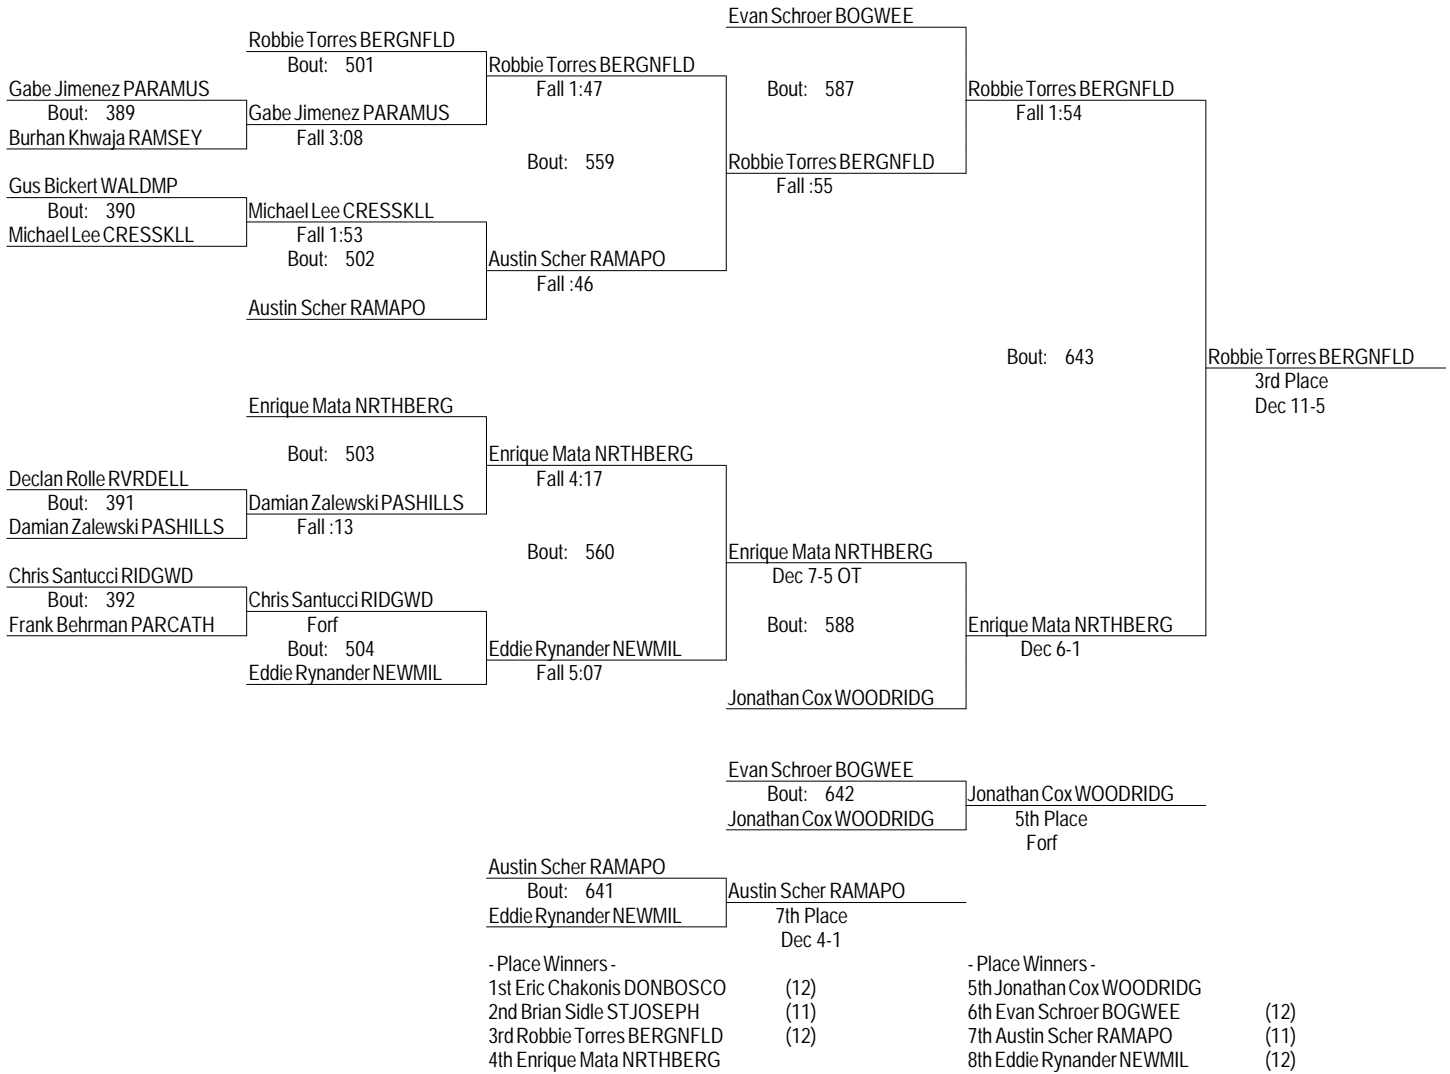 Evan Schroer BOGWEE
Robbie Torres BERGNFLD
Bout: 501
Robbie Torres BERGNFLD
Fall 1:47
Bout: 587
Gabe Jimenez PARAMUS
Bout: 389
Burhan Khwaja RAMSEY
Gabe Jimenez PARAMUS
Fall 3:08
Robbie Torres BERGNFLD
Fall 1:54
Bout: 559
Robbie Torres BERGNFLD
Fall :55
Gus Bickert WALDMP
Bout: 390
Michael Lee CRESSKLL
Michael Lee CRESSKLL
Fall 1:53
Bout: 502
Austin Scher RAMAPO
Austin Scher RAMAPO
Fall :46
Bout: 643
Robbie Torres BERGNFLD
3rd Place
Dec 11-5
Enrique Mata NRTHBERG
Bout: 503
Enrique Mata NRTHBERG
Fall 4:17
Declan Rolle RVRDELL
Bout: 391
Damian Zalewski PASHILLS
Damian Zalewski PASHILLS
Fall :13
Bout: 560
Enrique Mata NRTHBERG
Dec 7-5 OT
Chris Santucci RIDGWD
Bout: 392
Frank Behrman PARCATH
Chris Santucci RIDGWD
Forf
Bout: 504
Eddie Rynander NEWMIL
Eddie Rynander NEWMIL
Fall 5:07
Bout: 588
Enrique Mata NRTHBERG
Dec 6-1
Jonathan Cox WOODRIDG
Evan Schroer BOGWEE
Bout: 642
Jonathan Cox WOODRIDG
Jonathan Cox WOODRIDG
5th Place
Forf
Austin Scher RAMAPO
Bout: 641
Eddie Rynander NEWMIL
Austin Scher RAMAPO
7th Place
Dec 4-1
- Place Winners -
1st Eric Chakonis DONBOSCO (12)
2nd Brian Sidle STJOSEPH (11)
3rd Robbie Torres BERGNFLD (12)
4th Enrique Mata NRTHBERG
- Place Winners -
5th Jonathan Cox WOODRIDG
6th Evan Schroer BOGWEE (12)
7th Austin Scher RAMAPO (11)
8th Eddie Rynander NEWMIL (12)